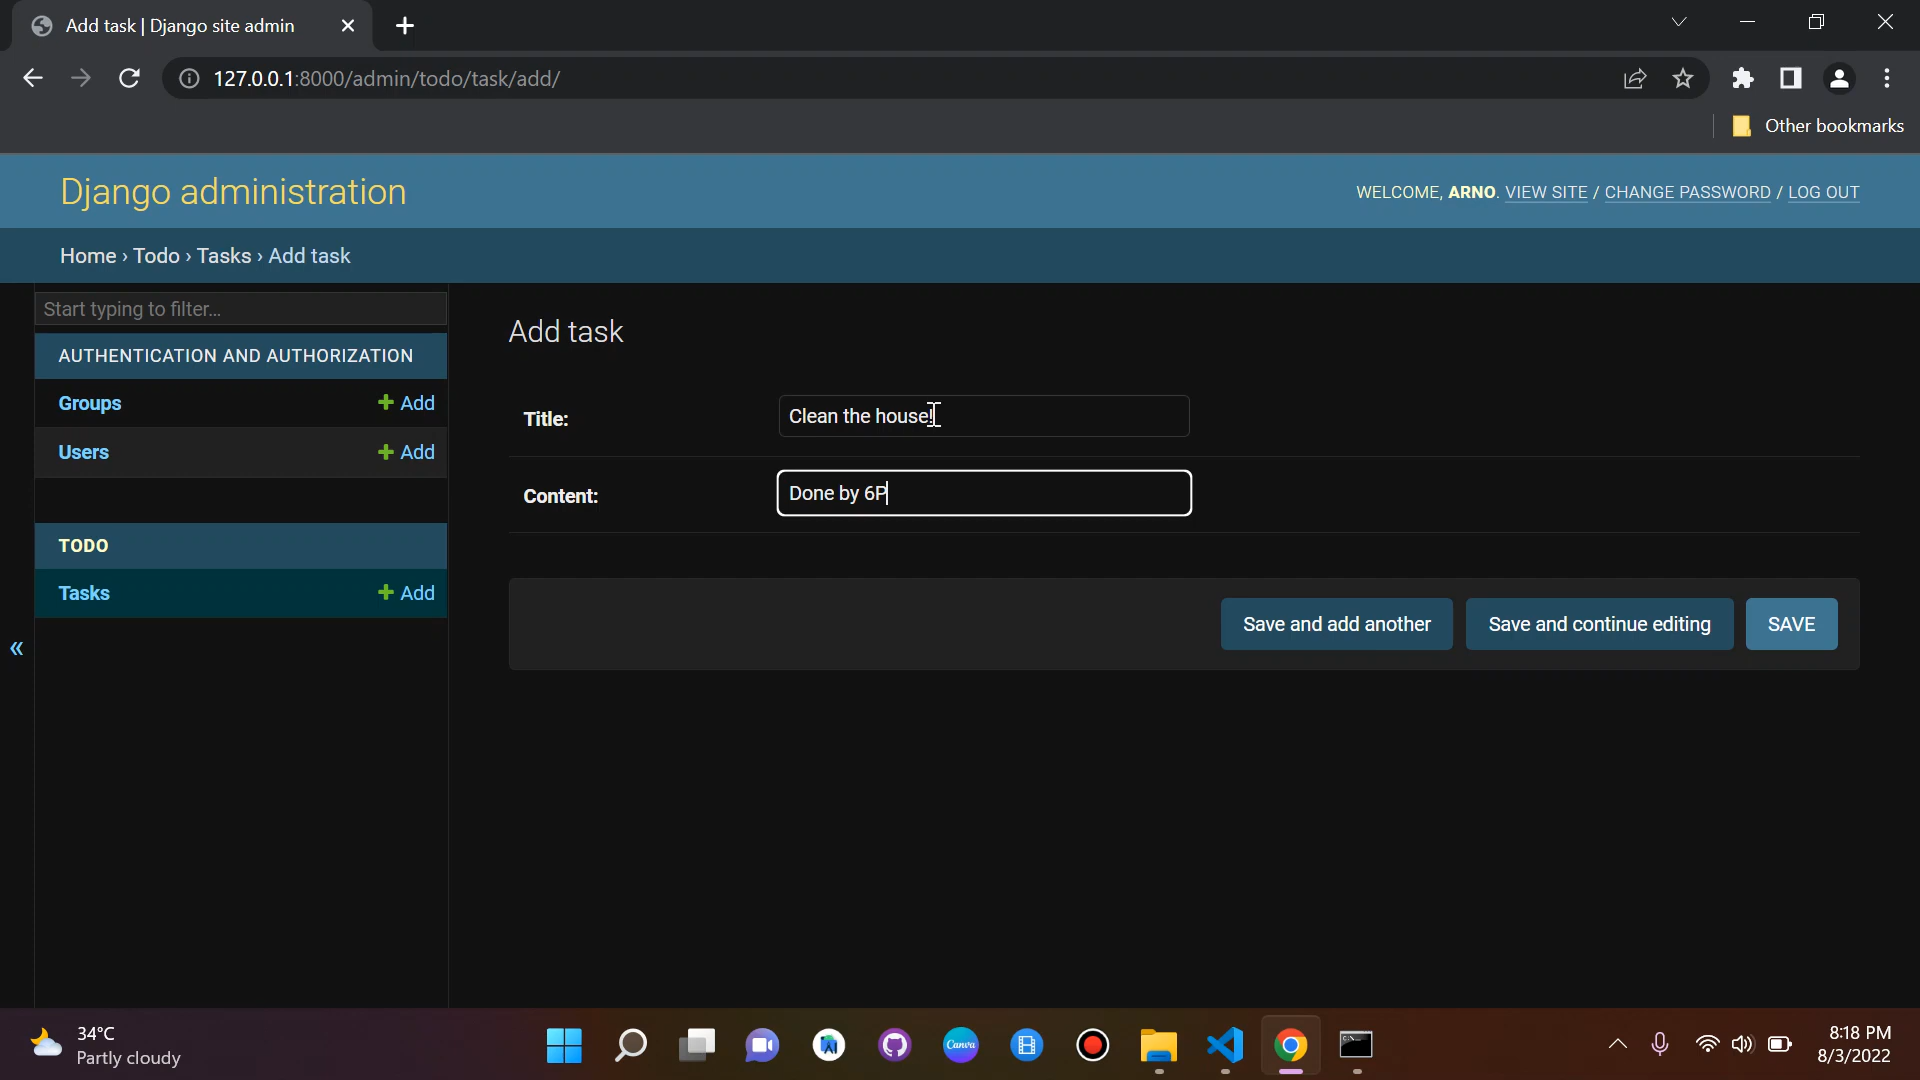 Add task | Django site admin
127.0.0.1:8000/admin/todo/task/add/
Other bookmarks
Django administration
WELCOME, ARNO. VIEW SITE / CHANGE PASSWORD / LOG OUT
Home › Todo › Tasks › Add task
Start typing to filter...
Add task
AUTHENTICATION AND AUTHORIZATION
Groups + Add
Title: Clean the house!
Users + Add
Content: Done by 6P
TODO
Tasks + Add
Save and add another Save and continue editing SAVE
«
34°C
Partly cloudy
Canva
8:18 PM
8/3/2022